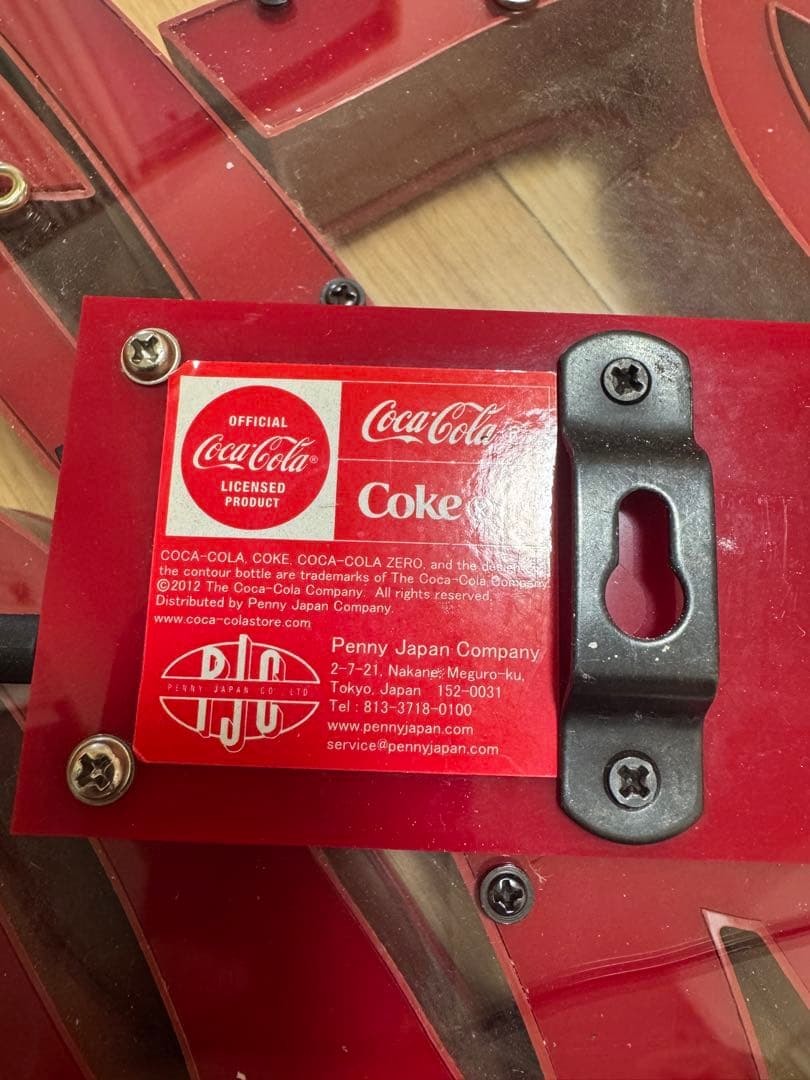 OFFICIAL
Coca-Cola®
LICENSED
PRODUCT
Coca-Cola
Coke
COCA-COLA, COKE, COCA-COLA ZERO, and the design of
the contour bottle are trademarks of The Coca-Cola Company.
©2012 The Coca-Cola Company. All rights reserved.
Distributed by Penny Japan Company.
www.coca-colastore.com
PJC
PENNY JAPAN CO. LTD
Penny Japan Company
2-7-21, Nakane, Meguro-ku,
Tokyo, Japan 152-0031
Tel : 813-3718-0100
www.pennyjapan.com
service@pennyjapan.com